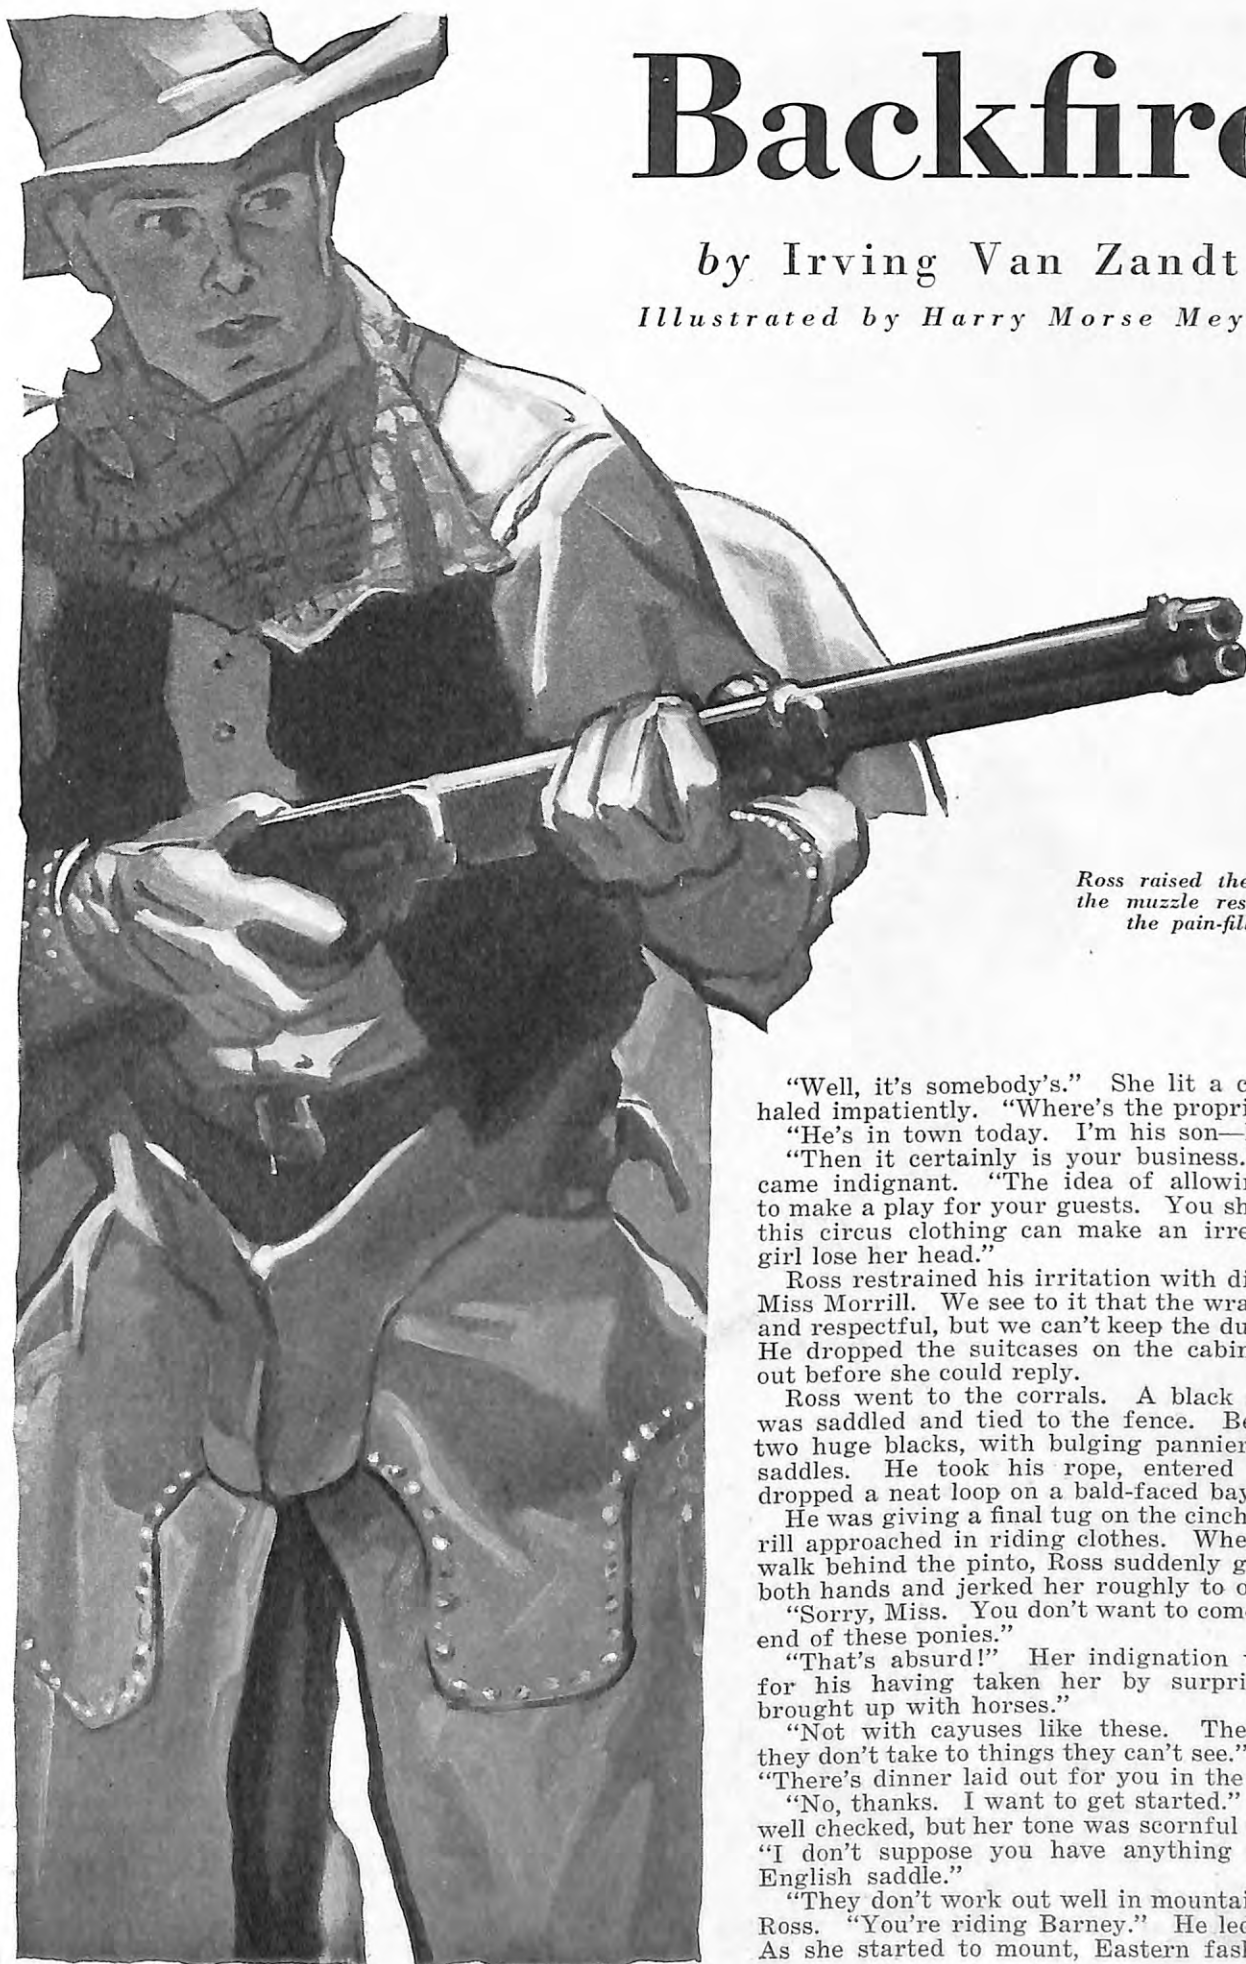 Backfire
by Irving Van Zandt
Illustrated by Harry Morse Mey
Ross raised the
the muzzle res
the pain-fil
"Well, it's somebody's." She lit a c
haled impatiently. "Where's the propri
"He's in town today. I'm his son—
"Then it certainly is your business.
came indignant. "The idea of allowi
to make a play for your guests. You sh
this circus clothing can make an irre
girl lose her head."
Ross restrained his irritation with di
Miss Morrill. We see to it that the wra
and respectful, but we can't keep the du
He dropped the suitcases on the cabi
out before she could reply.
Ross went to the corrals. A black
was saddled and tied to the fence. Be
two huge blacks, with bulging pannier
saddles. He took his rope, entered
dropped a neat loop on a bald-faced bay
He was giving a final tug on the cinch
rill approached in riding clothes. Whe
walk behind the pinto, Ross suddenly g
both hands and jerked her roughly to o
"Sorry, Miss. You don't want to com
end of these ponies."
"That's absurd!" Her indignation
for his having taken her by surpri
brought up with horses."
"Not with cayuses like these. The
they don't take to things they can't see."
"There's dinner laid out for you in the
"No, thanks. I want to get started."
well checked, but her tone was scornful
"I don't suppose you have anything
English saddle."
"They don't work out well in mountai
Ross. "You're riding Barney." He led
As she started to mount, Eastern fash